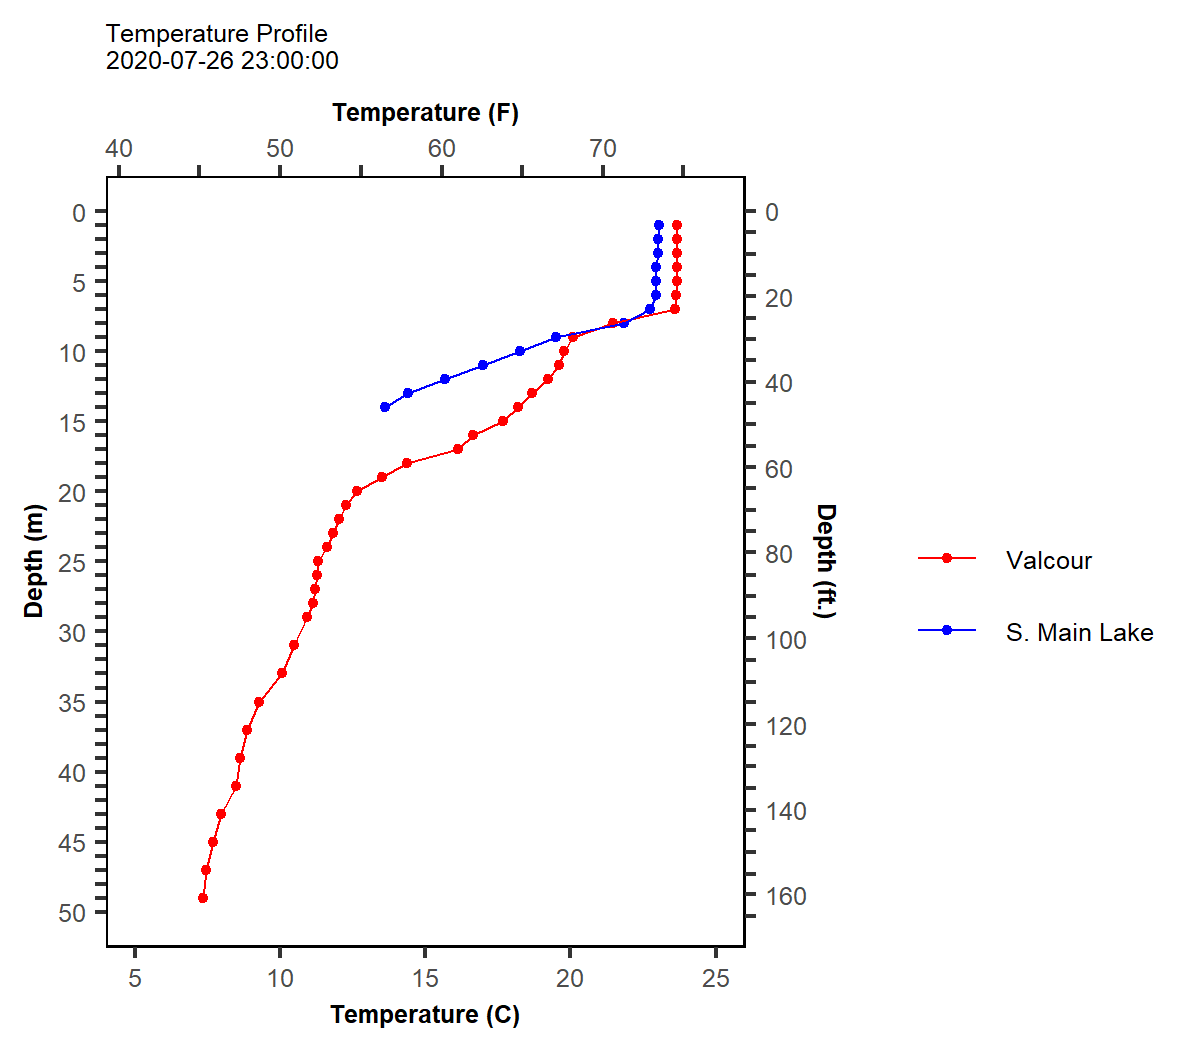 Temperature Profile
2020-07-26 23:00:00
Temperature (F)
40 50 60 70
0 0
5
20
10
40
15
60
20
80
25
100
30
35
120
40
140
45
160
50
Depth (m)
Depth (ft.)
Valcour
S. Main Lake
5 10 15 20 25
Temperature (C)